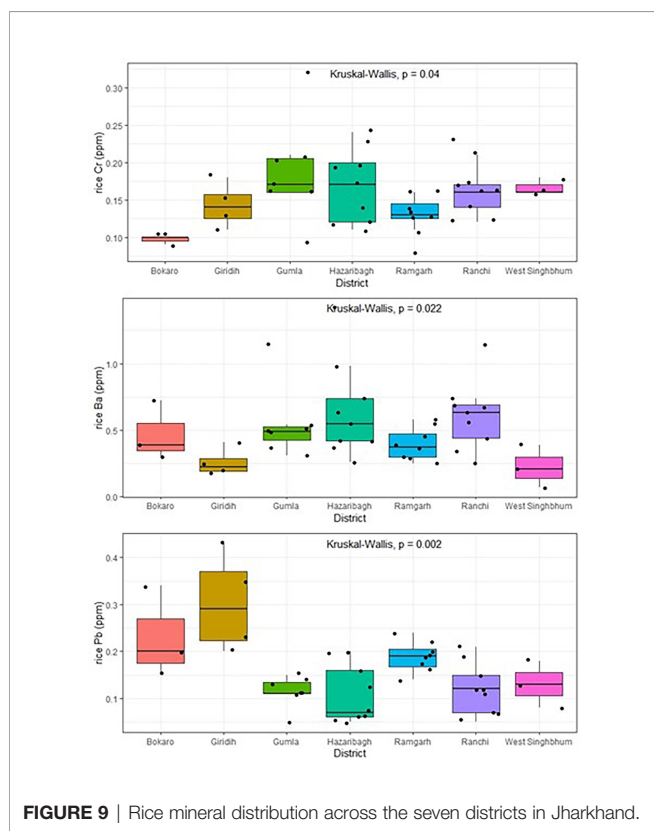 Kruskal-Wallis, p = 0.04
rice Cr (ppm)
0.30
0.25
0.20
0.15
0.10
Bokaro Giridih Gumla Hazaribagh Ramgarh Ranchi West Singhbhum
District
Kruskal-Wallis, p = 0.022
rice Ba (ppm)
1.0
0.5
0.0
Bokaro Giridih Gumla Hazaribagh Ramgarh Ranchi West Singhbhum
District
Kruskal-Wallis, p = 0.002
rice Pb (ppm)
0.4
0.3
0.2
0.1
Bokaro Giridih Gumla Hazaribagh Ramgarh Ranchi West Singhbhum
District
FIGURE 9 | Rice mineral distribution across the seven districts in Jharkhand.